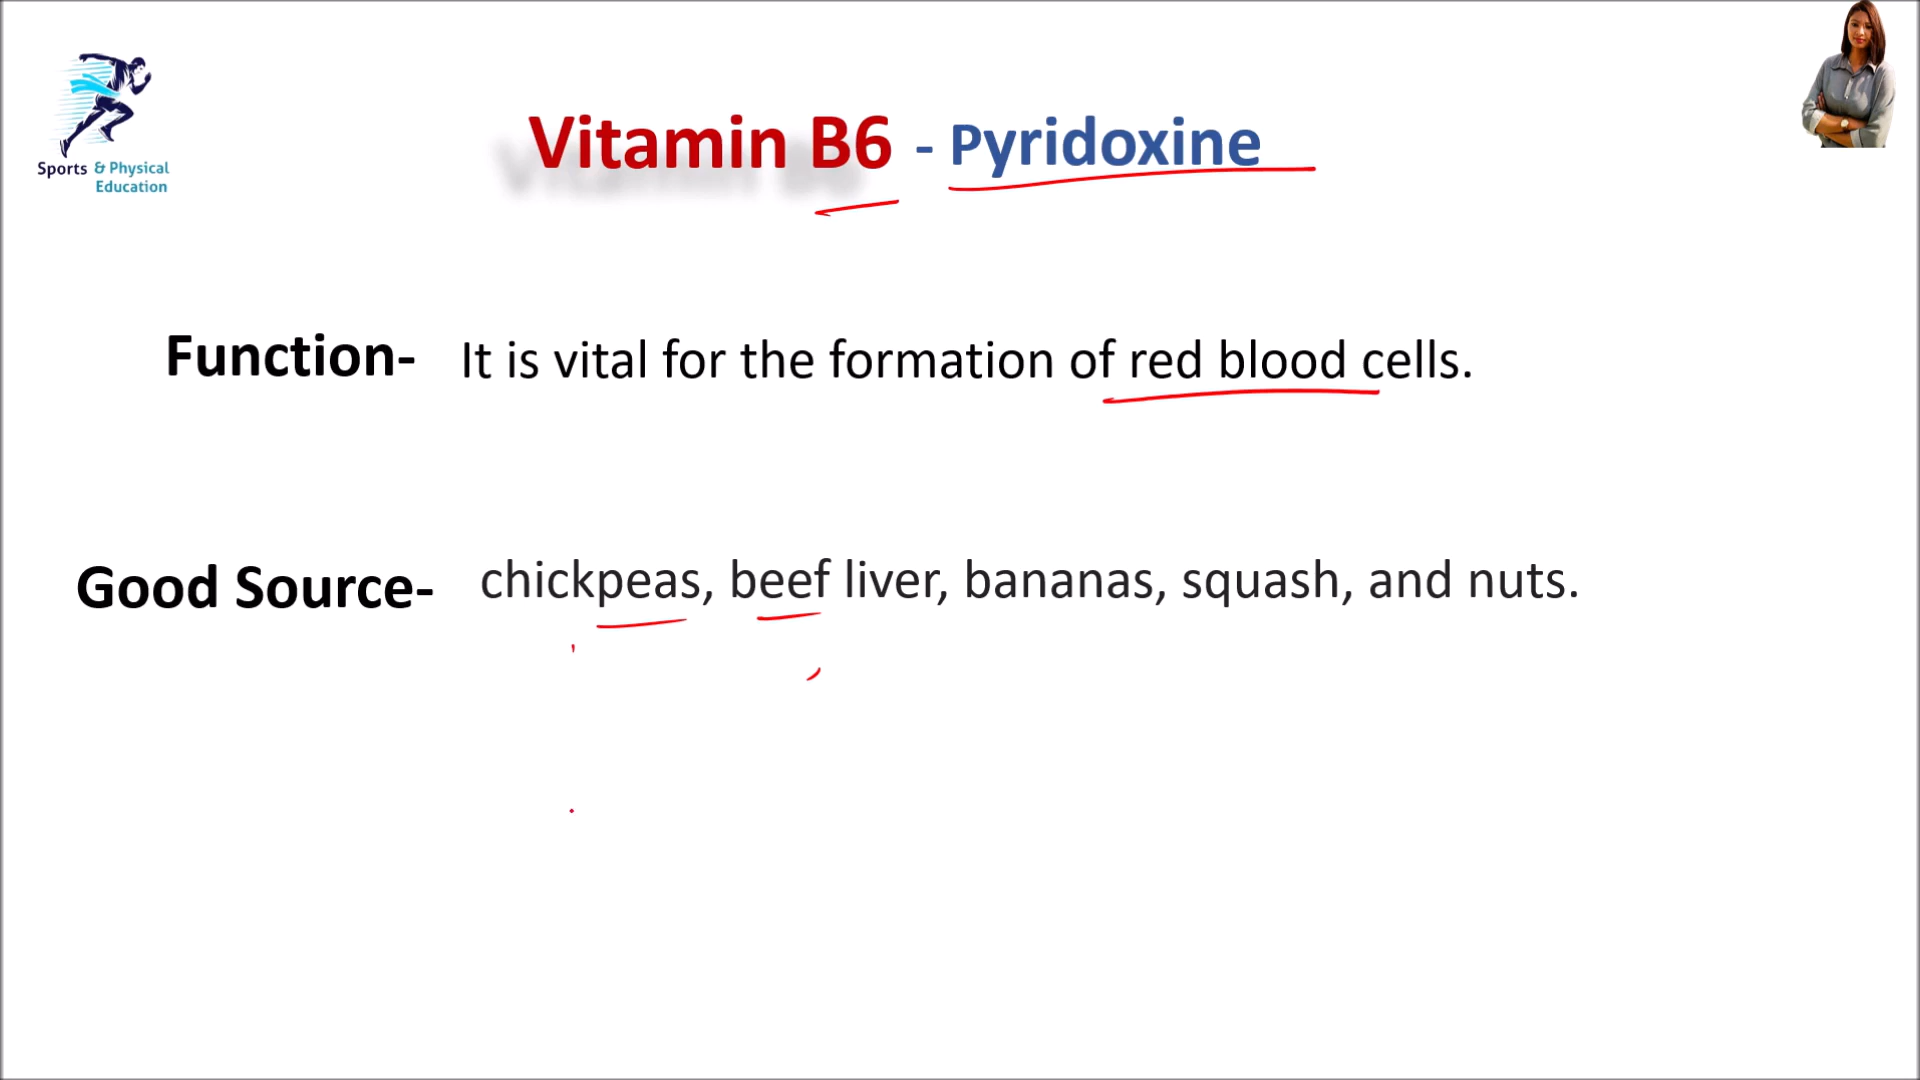 Sports & Physical
Education
Vitamin B6 - Pyridoxine
Function- It is vital for the formation of red blood cells.
Good Source- chickpeas, beef liver, bananas, squash, and nuts.